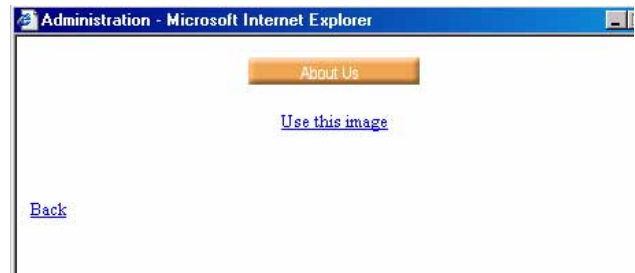 Administration - Microsoft Internet Explorer
About Us
Use this image
Back